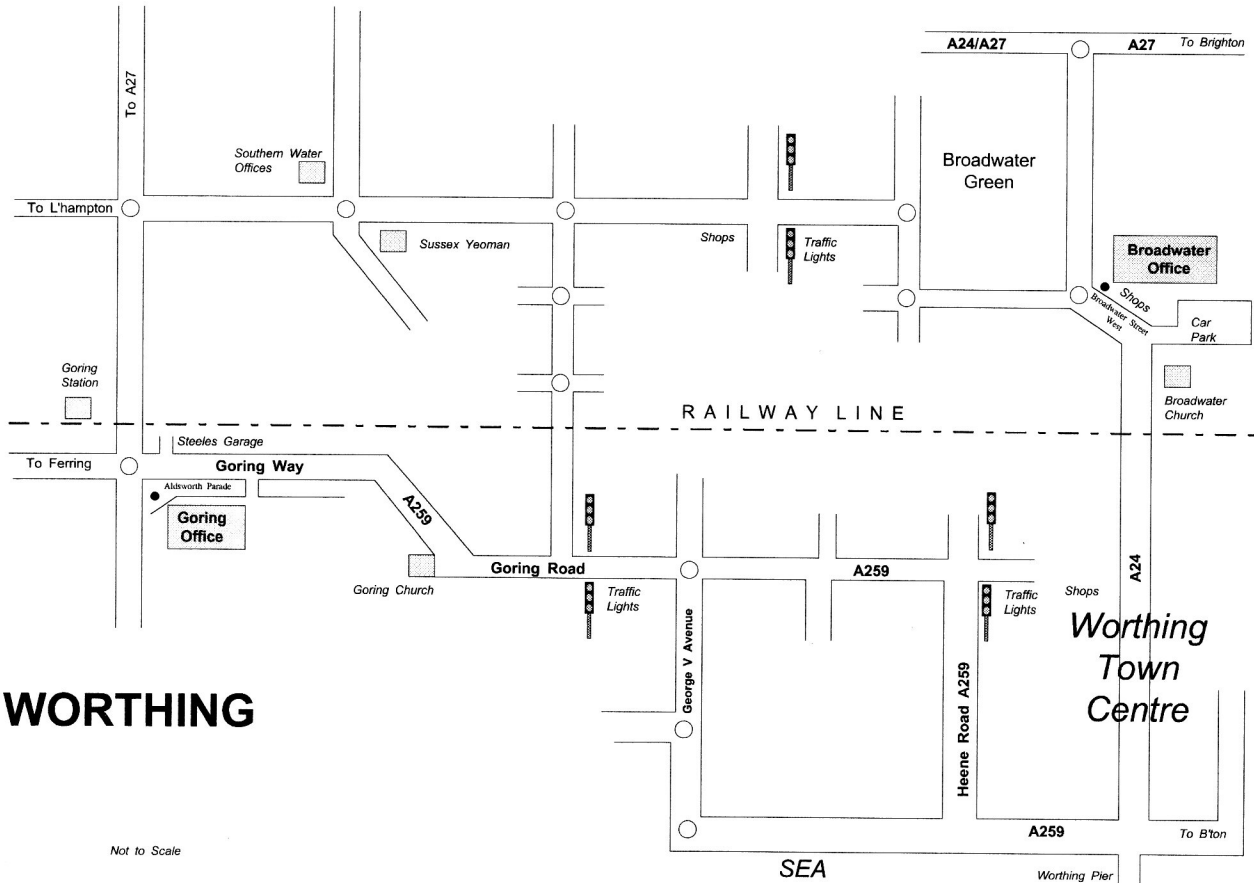 A24/A27
A27
To Brighton
To A27
Southern Water
Offices
Broadwater
Green
To L'hampton
Sussex Yeoman
Shops
Traffic
Lights
Broadwater
Office
Shops
Broadwater Street
West
Car
Park
Goring
Station
Broadwater
Church
RAILWAY LINE
Steeles Garage
To Ferring
Goring Way
Aldsworth Parade
Goring
Office
A259
Goring Church
Goring Road
Traffic
Lights
A259
Traffic
Lights
Shops
A24
George V Avenue
Heene Road A259
Worthing
Town
Centre
WORTHING
A259
To B'ton
Not to Scale
SEA
Worthing Pier